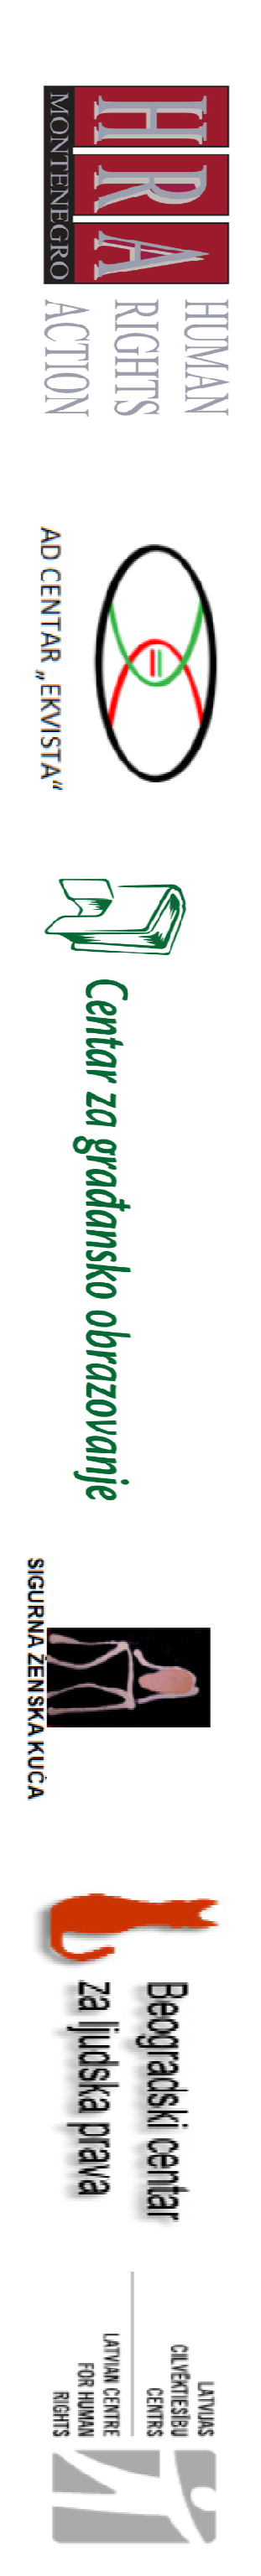 HRA
MONTENEGRO
HUMAN
RIGHTS
ACTION
AD CENTAR „EKVISTA“
Centar za građansko obrazovanje
SIGURNA ŽENSKA KUĆA
Beogradski centar
za ljudska prava
LATVIJAS
CILVĒKTIESĪBU
CENTRS
LATVIAN CENTRE
FOR HUMAN
RIGHTS